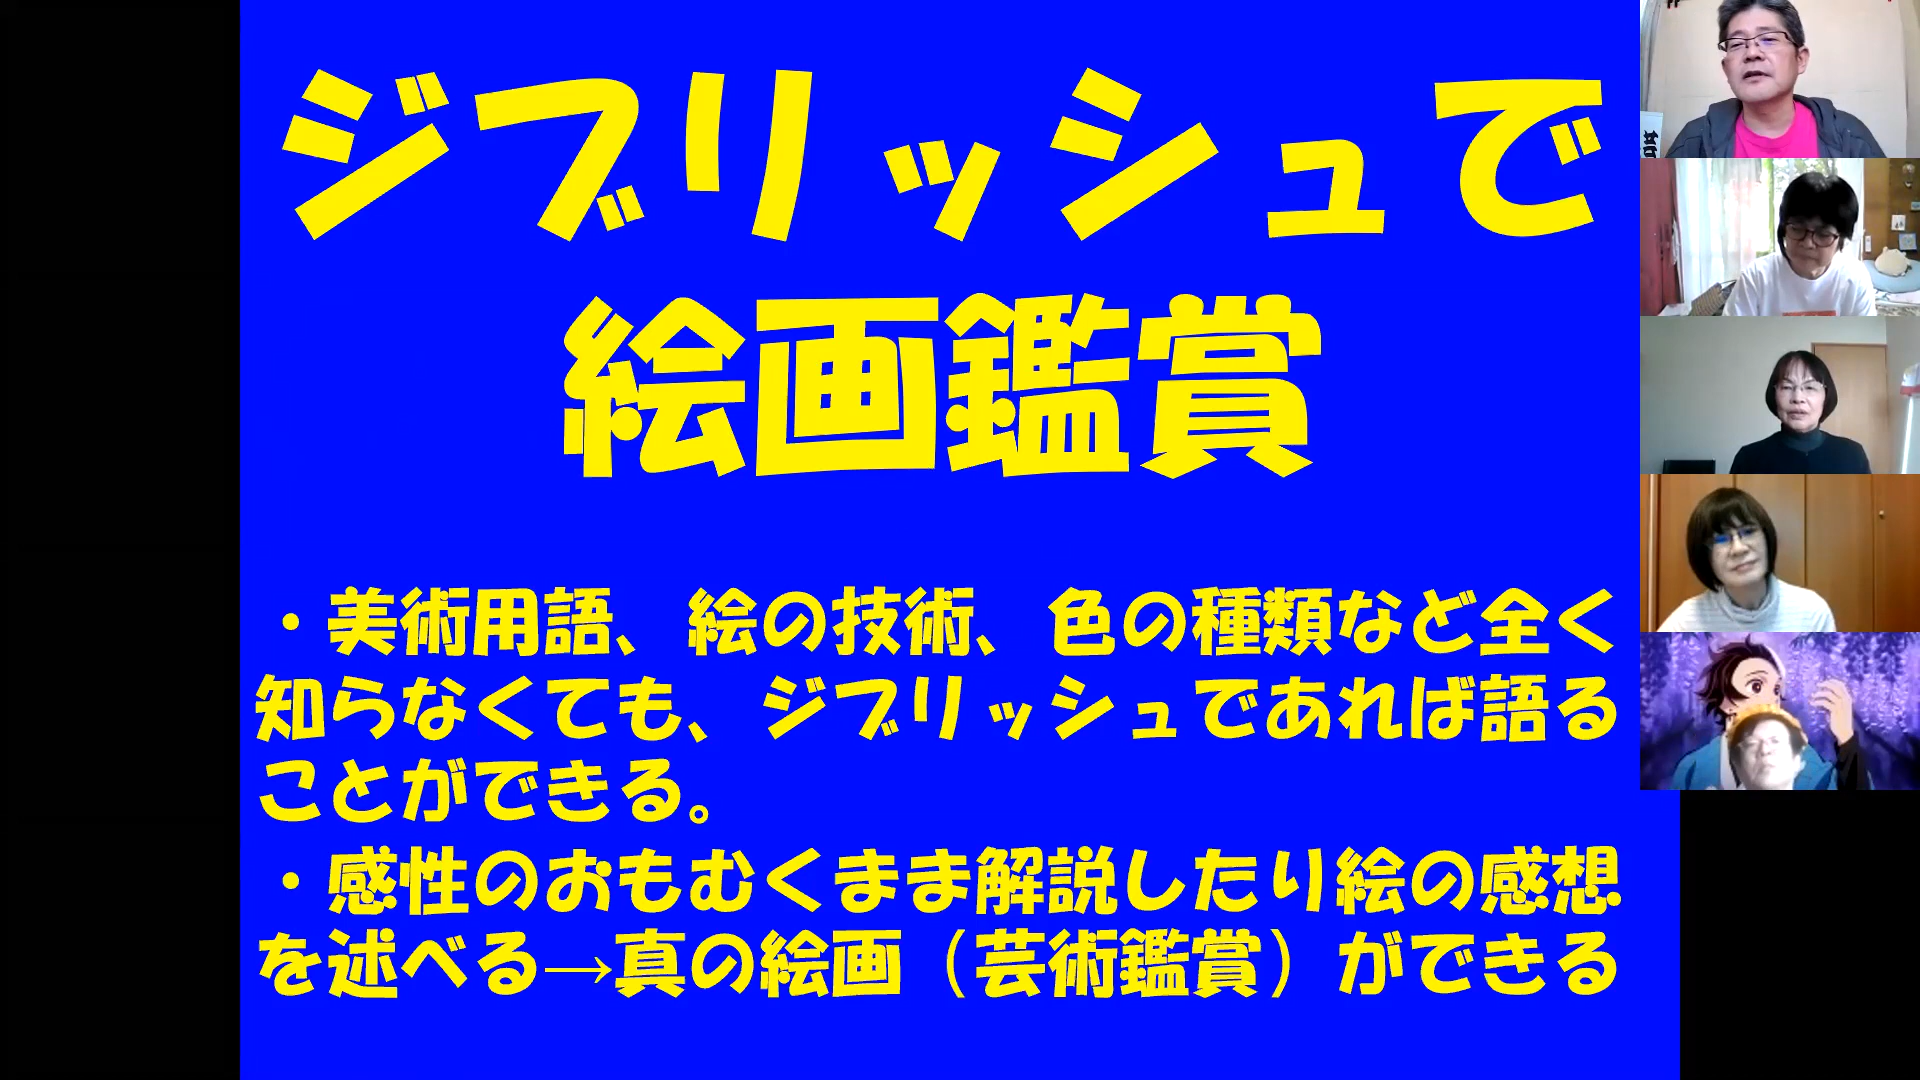 ジブリッシュで
絵画鑑賞
・美術用語、絵の技術、色の種類など全く
知らなくても、ジブリッシュであれば語る
ことができる。
・感性のおもむくまま解説したり絵の感想
を述べる→真の絵画（芸術鑑賞）ができる